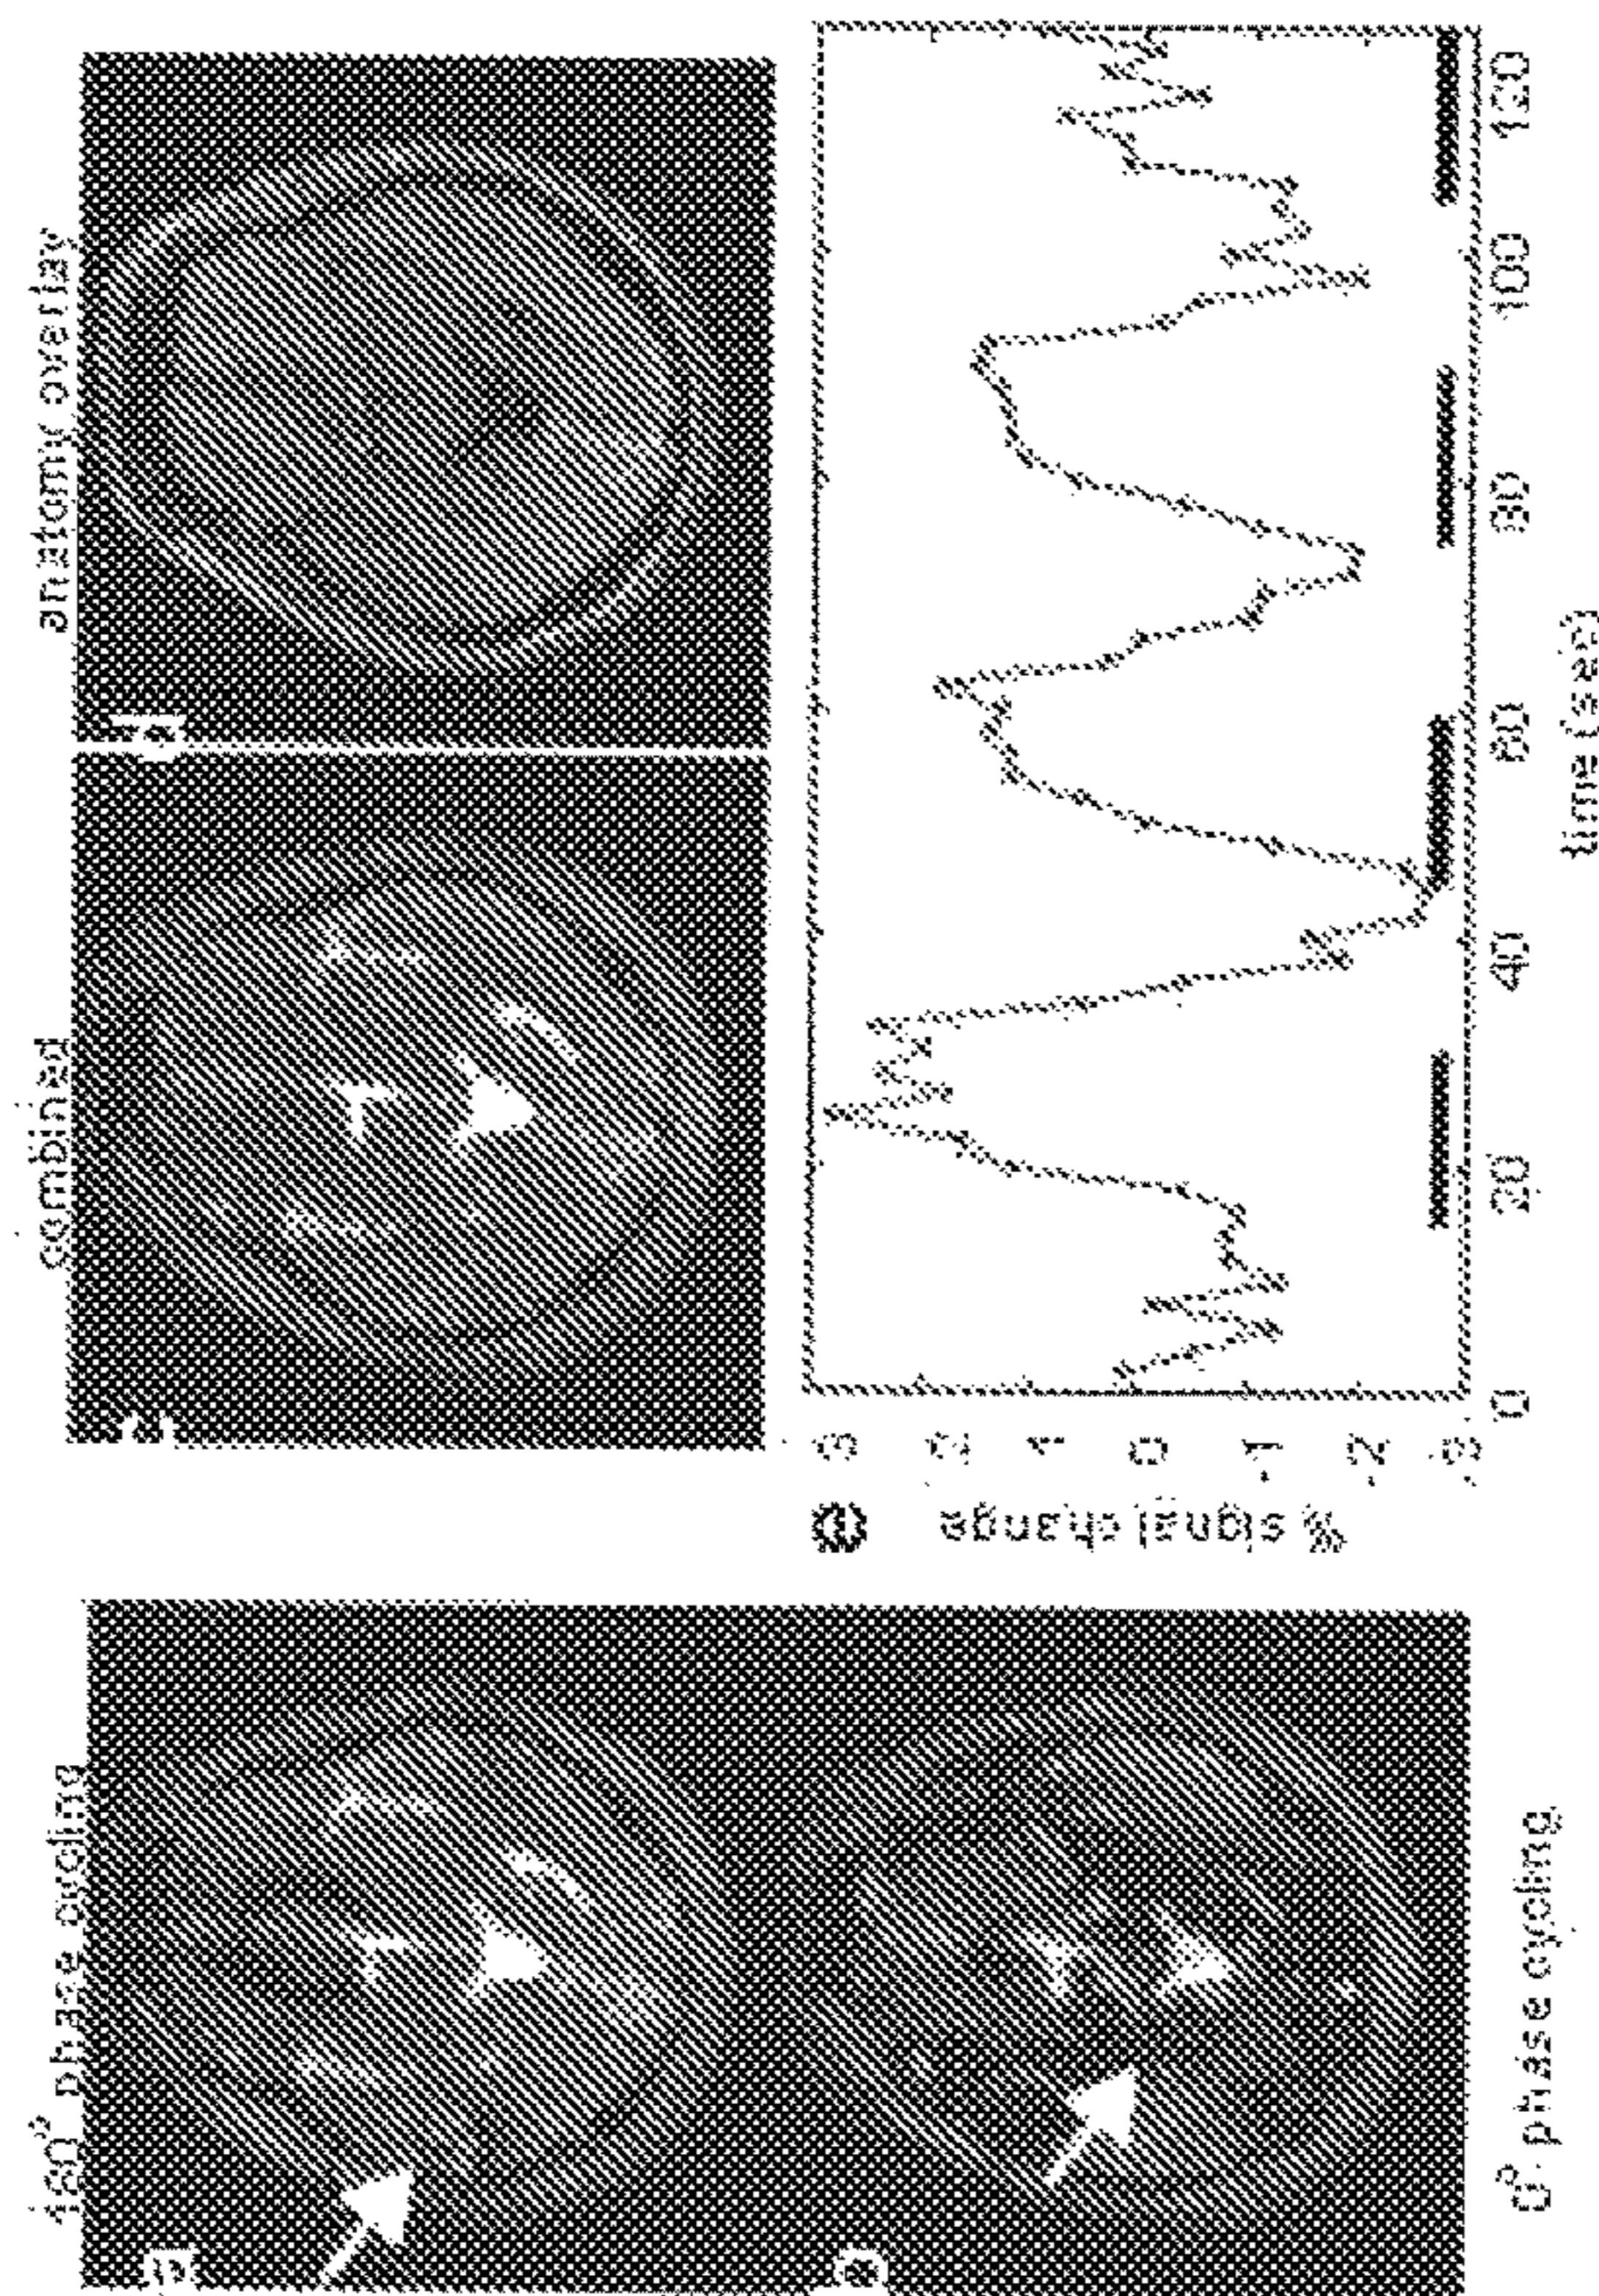 180° phase cycling
combined
anatomic overlay
a
c
d
b
0° phase cycling
e
% signal change
3
2
1
0
-1
-2
-3
0
20
40
60
80
100
120
time (sec)